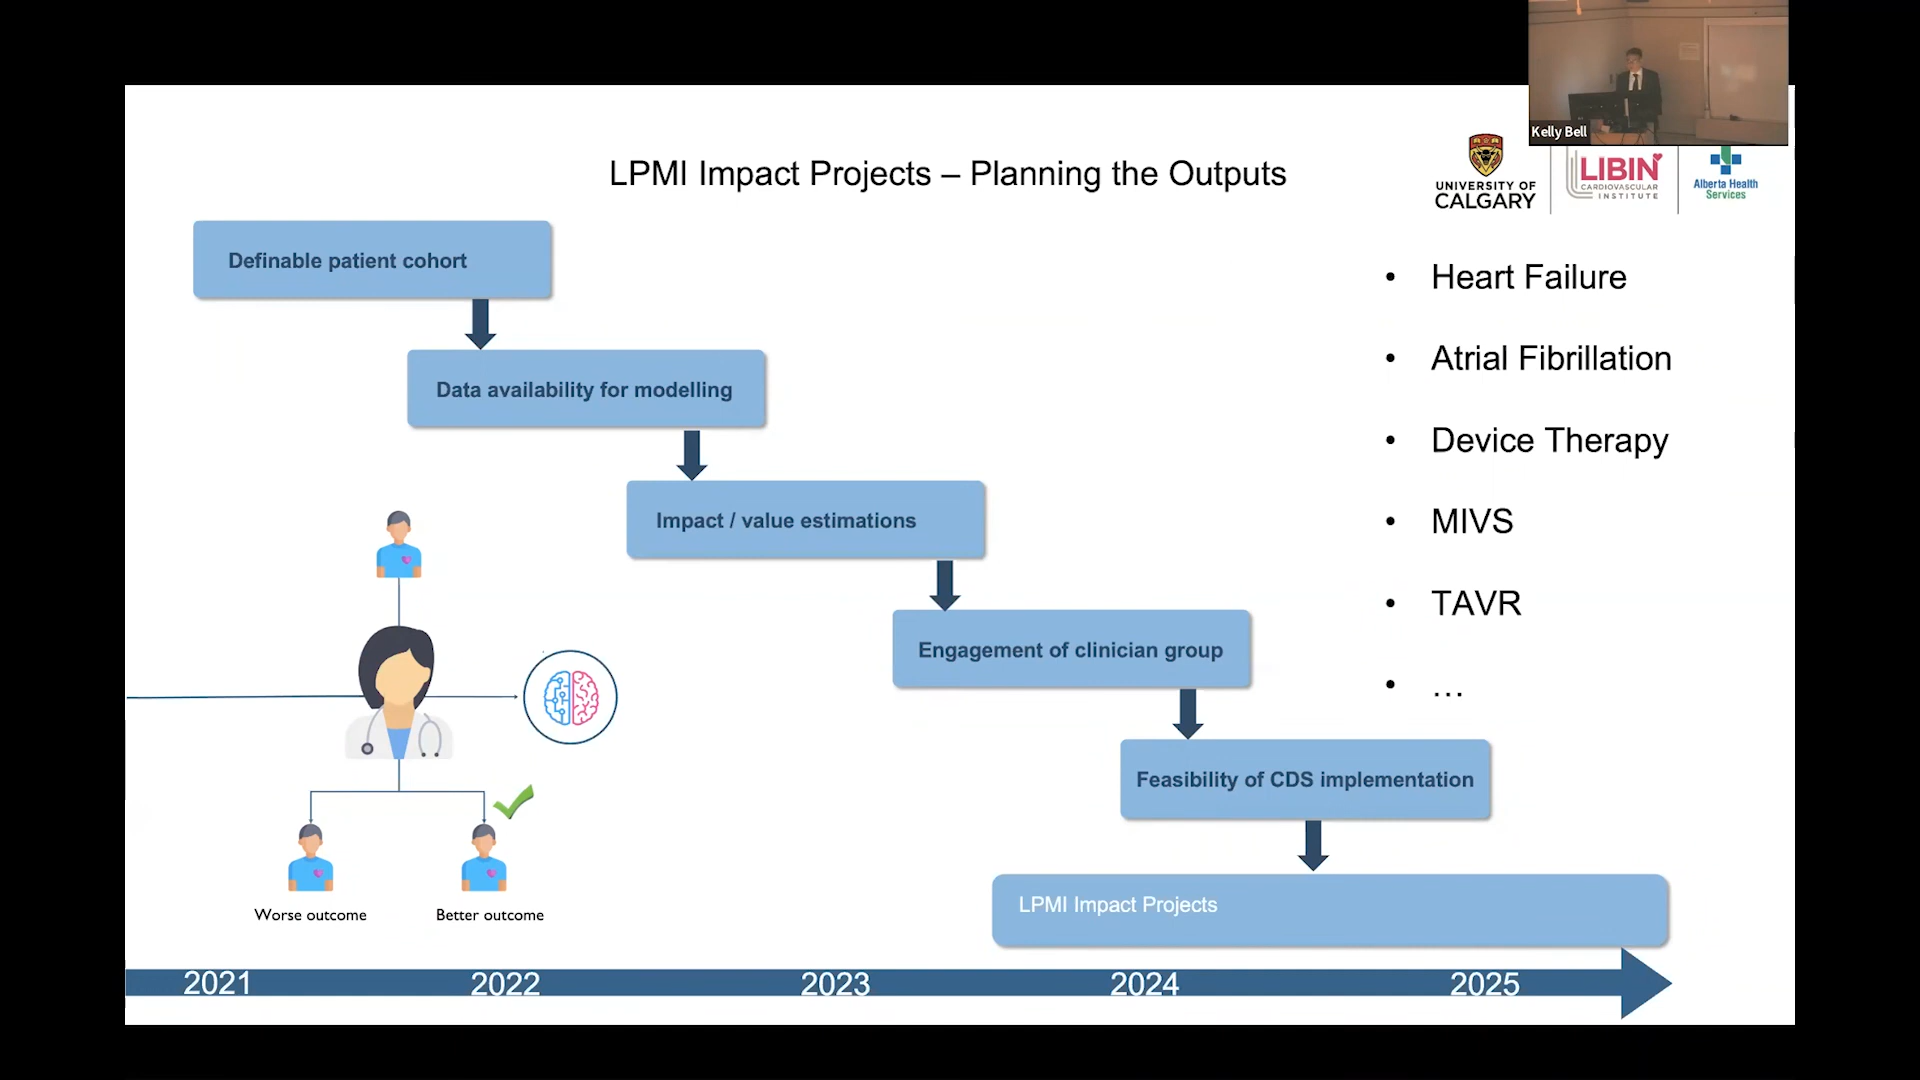 Kelly Bell
LPMI Impact Projects – Planning the Outputs
UNIVERSITY OF
CALGARY
LIBIN
CARDIOVASCULAR
INSTITUTE
Alberta Health
Services
Definable patient cohort
Data availability for modelling
Impact / value estimations
Engagement of clinician group
Feasibility of CDS implementation
LPMI Impact Projects
• Heart Failure
• Atrial Fibrillation
• Device Therapy
• MIVS
• TAVR
• …
Worse outcome
Better outcome
2021
2022
2023
2024
2025